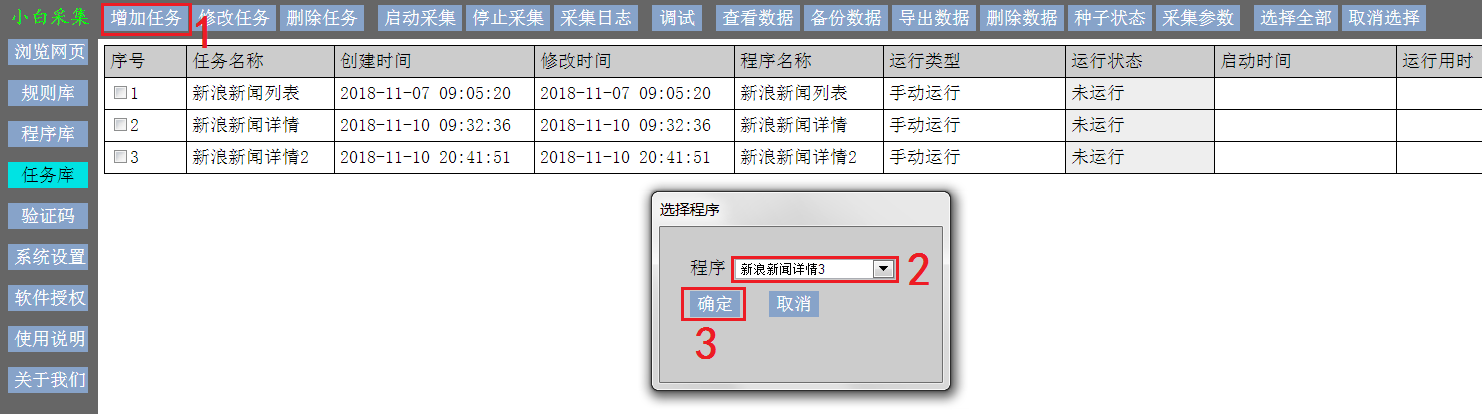 小白采集 增加任务 修改任务 删除任务 启动采集 停止采集 采集日志 调试 查看数据 备份数据 导出数据 删除数据 种子状态 采集参数 选择全部 取消选择
1
浏览网页
规则库
程序库
任务库
验证码
系统设置
软件授权
使用说明
关于我们
序号 任务名称 创建时间 修改时间 程序名称 运行类型 运行状态 启动时间 运行用时
1 新浪新闻列表 2018-11-07 09:05:20 2018-11-07 09:05:20 新浪新闻列表 手动运行 未运行
2 新浪新闻详情 2018-11-10 09:32:36 2018-11-10 09:32:36 新浪新闻详情 手动运行 未运行
3 新浪新闻详情2 2018-11-10 20:41:51 2018-11-10 20:41:51 新浪新闻详情2 手动运行 未运行
选择程序
程序 新浪新闻详情3 2
确定 取消
3